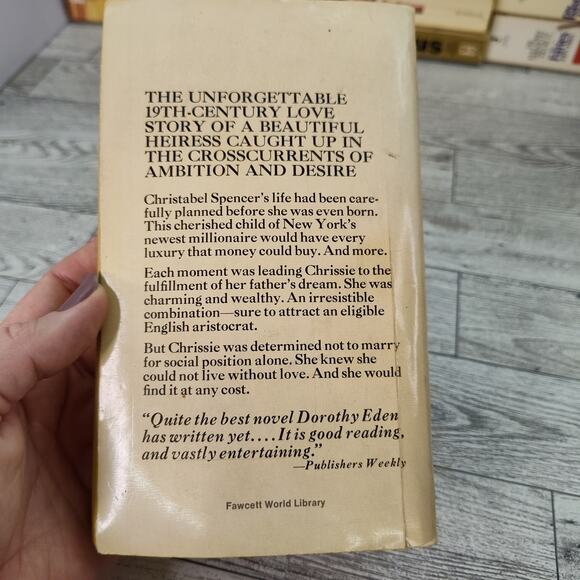 THE UNFORGETTABLE
19TH-CENTURY LOVE
STORY OF A BEAUTIFUL
HEIRESS CAUGHT UP IN
THE CROSSCURRENTS OF
AMBITION AND DESIRE
Christabel Spencer's life had been care-
fully planned before she was even born.
This cherished child of New York's
newest millionaire would have every
luxury that money could buy. And more.
Each moment was leading Chrissie to the
fulfillment of her father's dream. She was
charming and wealthy. An irresistible
combination—sure to attract an eligible
English aristocrat.
But Chrissie was determined not to marry
for social position alone. She knew she
could not live without love. And she would
find it at any cost.
"Quite the best novel Dorothy Eden
has written yet....It is good reading,
and vastly entertaining."
—Publishers Weekly
Fawcett World Library